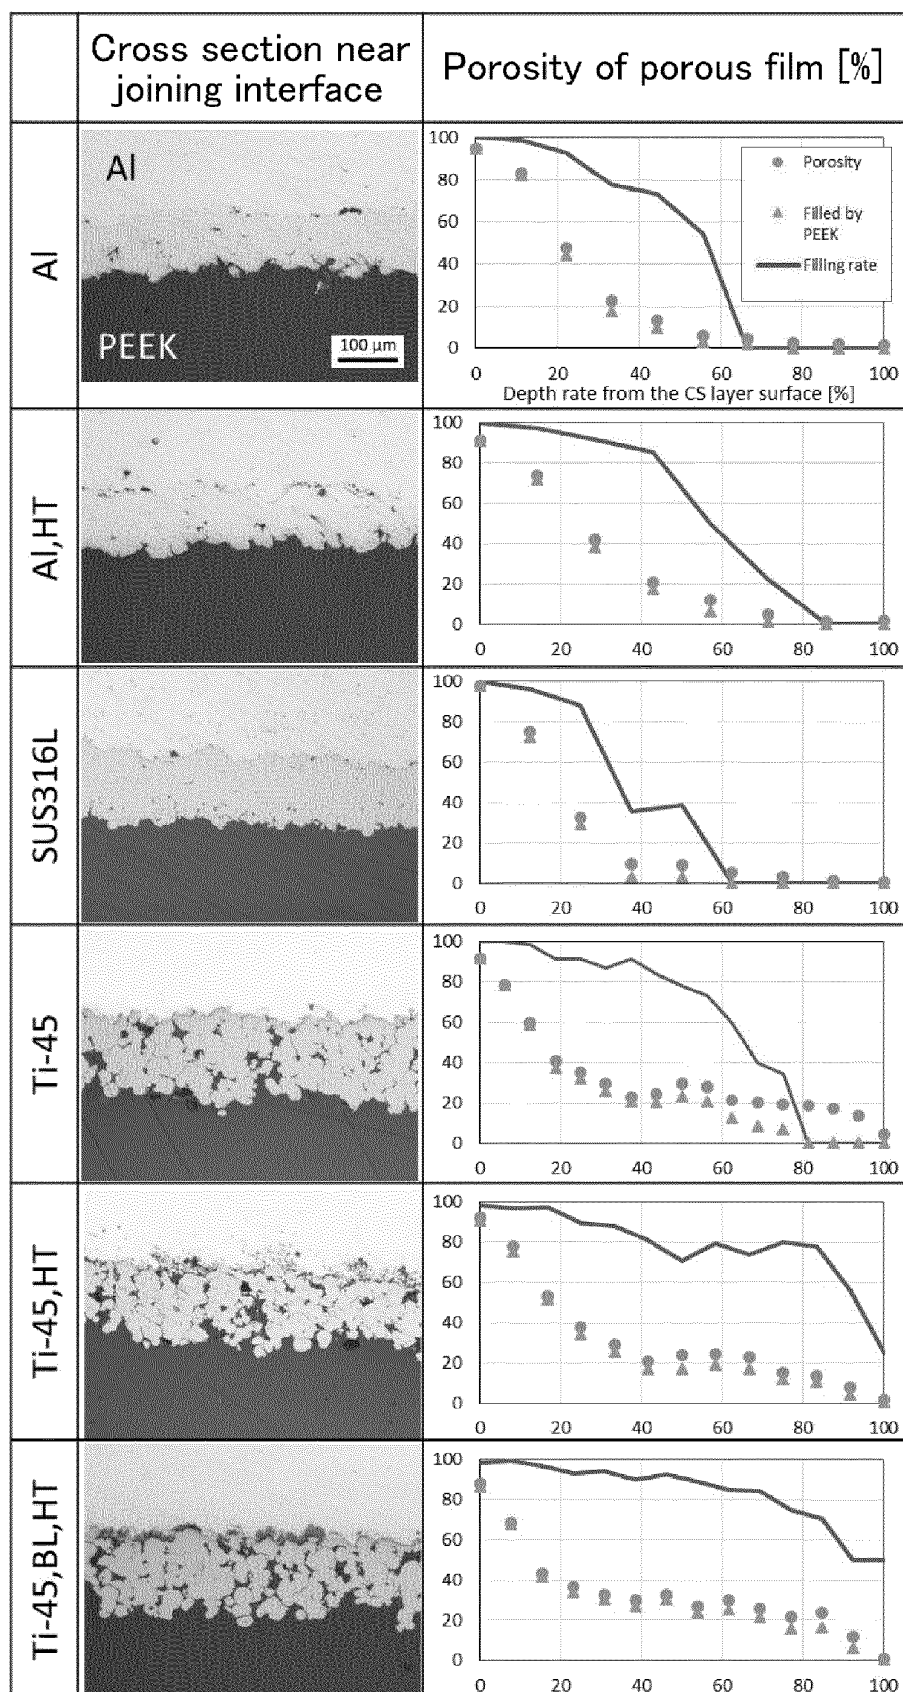 Cross section near
joining interface
Porosity of porous film [%]
Al
Al
PEEK
100 µm
100
80
60
40
20
0
Porosity
Filled by
PEEK
Filling rate
0 20 40 60 80 100
Depth rate from the CS layer surface [%]
Al,HT
100
80
60
40
20
0
0 20 40 60 80 100
SUS316L
100
80
60
40
20
0
0 20 40 60 80 100
Ti-45
100
80
60
40
20
0
0 20 40 60 80 100
Ti-45,HT
100
80
60
40
20
0
0 20 40 60 80 100
Ti-45,BL,HT
100
80
60
40
20
0
0 20 40 60 80 100